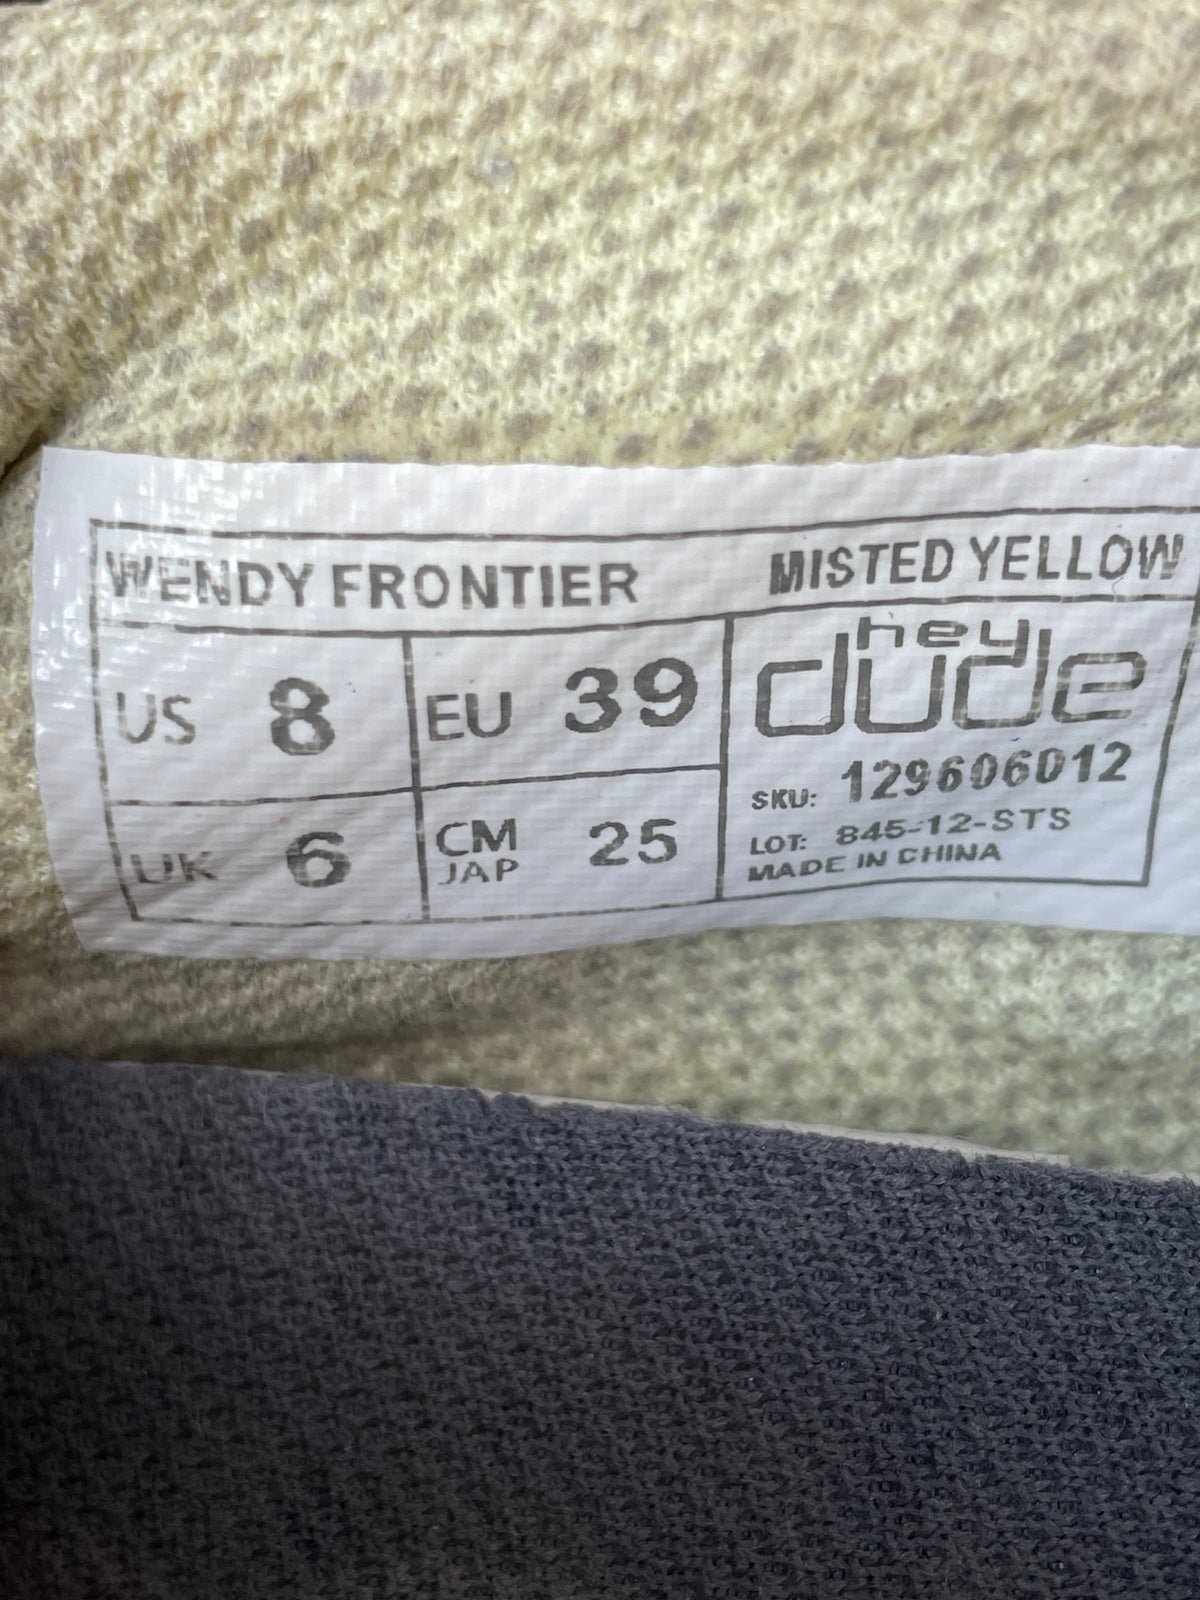 WENDY FRONTIER MISTED YELLOW
US 8 EU 39
hey
dude
SKU: 129606012
UK 6 CM JAP 25
LOT: 845-12-STS
MADE IN CHINA